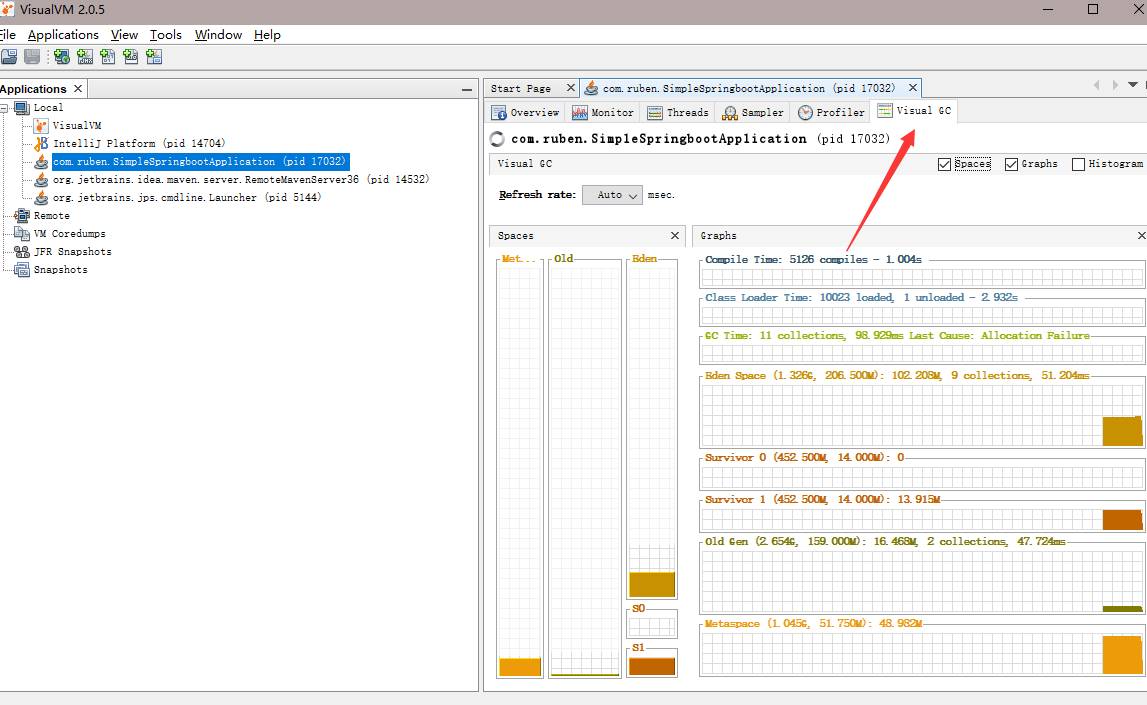 VisualVM 2.0.5
File Applications View Tools Window Help
Applications
Local
VisualVM
IntelliJ Platform (pid 14704)
com.ruben.SimpleSpringbootApplication (pid 17032)
org.jetbrains.idea.maven.server.RemoteMavenServer36 (pid 14532)
org.jetbrains.jps.cmdline.Launcher (pid 5144)
Remote
VM Coredumps
JFR Snapshots
Snapshots
Start Page com.ruben.SimpleSpringbootApplication (pid 17032)
Overview Monitor Threads Sampler Profiler Visual GC
com.ruben.SimpleSpringbootApplication (pid 17032)
Visual GC Spaces Graphs Histogram
Refresh rate: Auto msec.
Spaces
Met... Old Eden
S0
S1
Graphs
Compile Time: 5126 compiles - 1.004s
Class Loader Time: 10023 loaded, 1 unloaded - 2.932s
GC Time: 11 collections, 98.929ms Last Cause: Allocation Failure
Eden Space (1.326G, 206.500M): 102.208M, 9 collections, 51.204ms
Survivor 0 (452.500M, 14.000M): 0
Survivor 1 (452.500M, 14.000M): 13.915M
Old Gen (2.654G, 159.000M): 16.468M, 2 collections, 47.724ms
Metaspace (1.045G, 51.750M): 48.982M